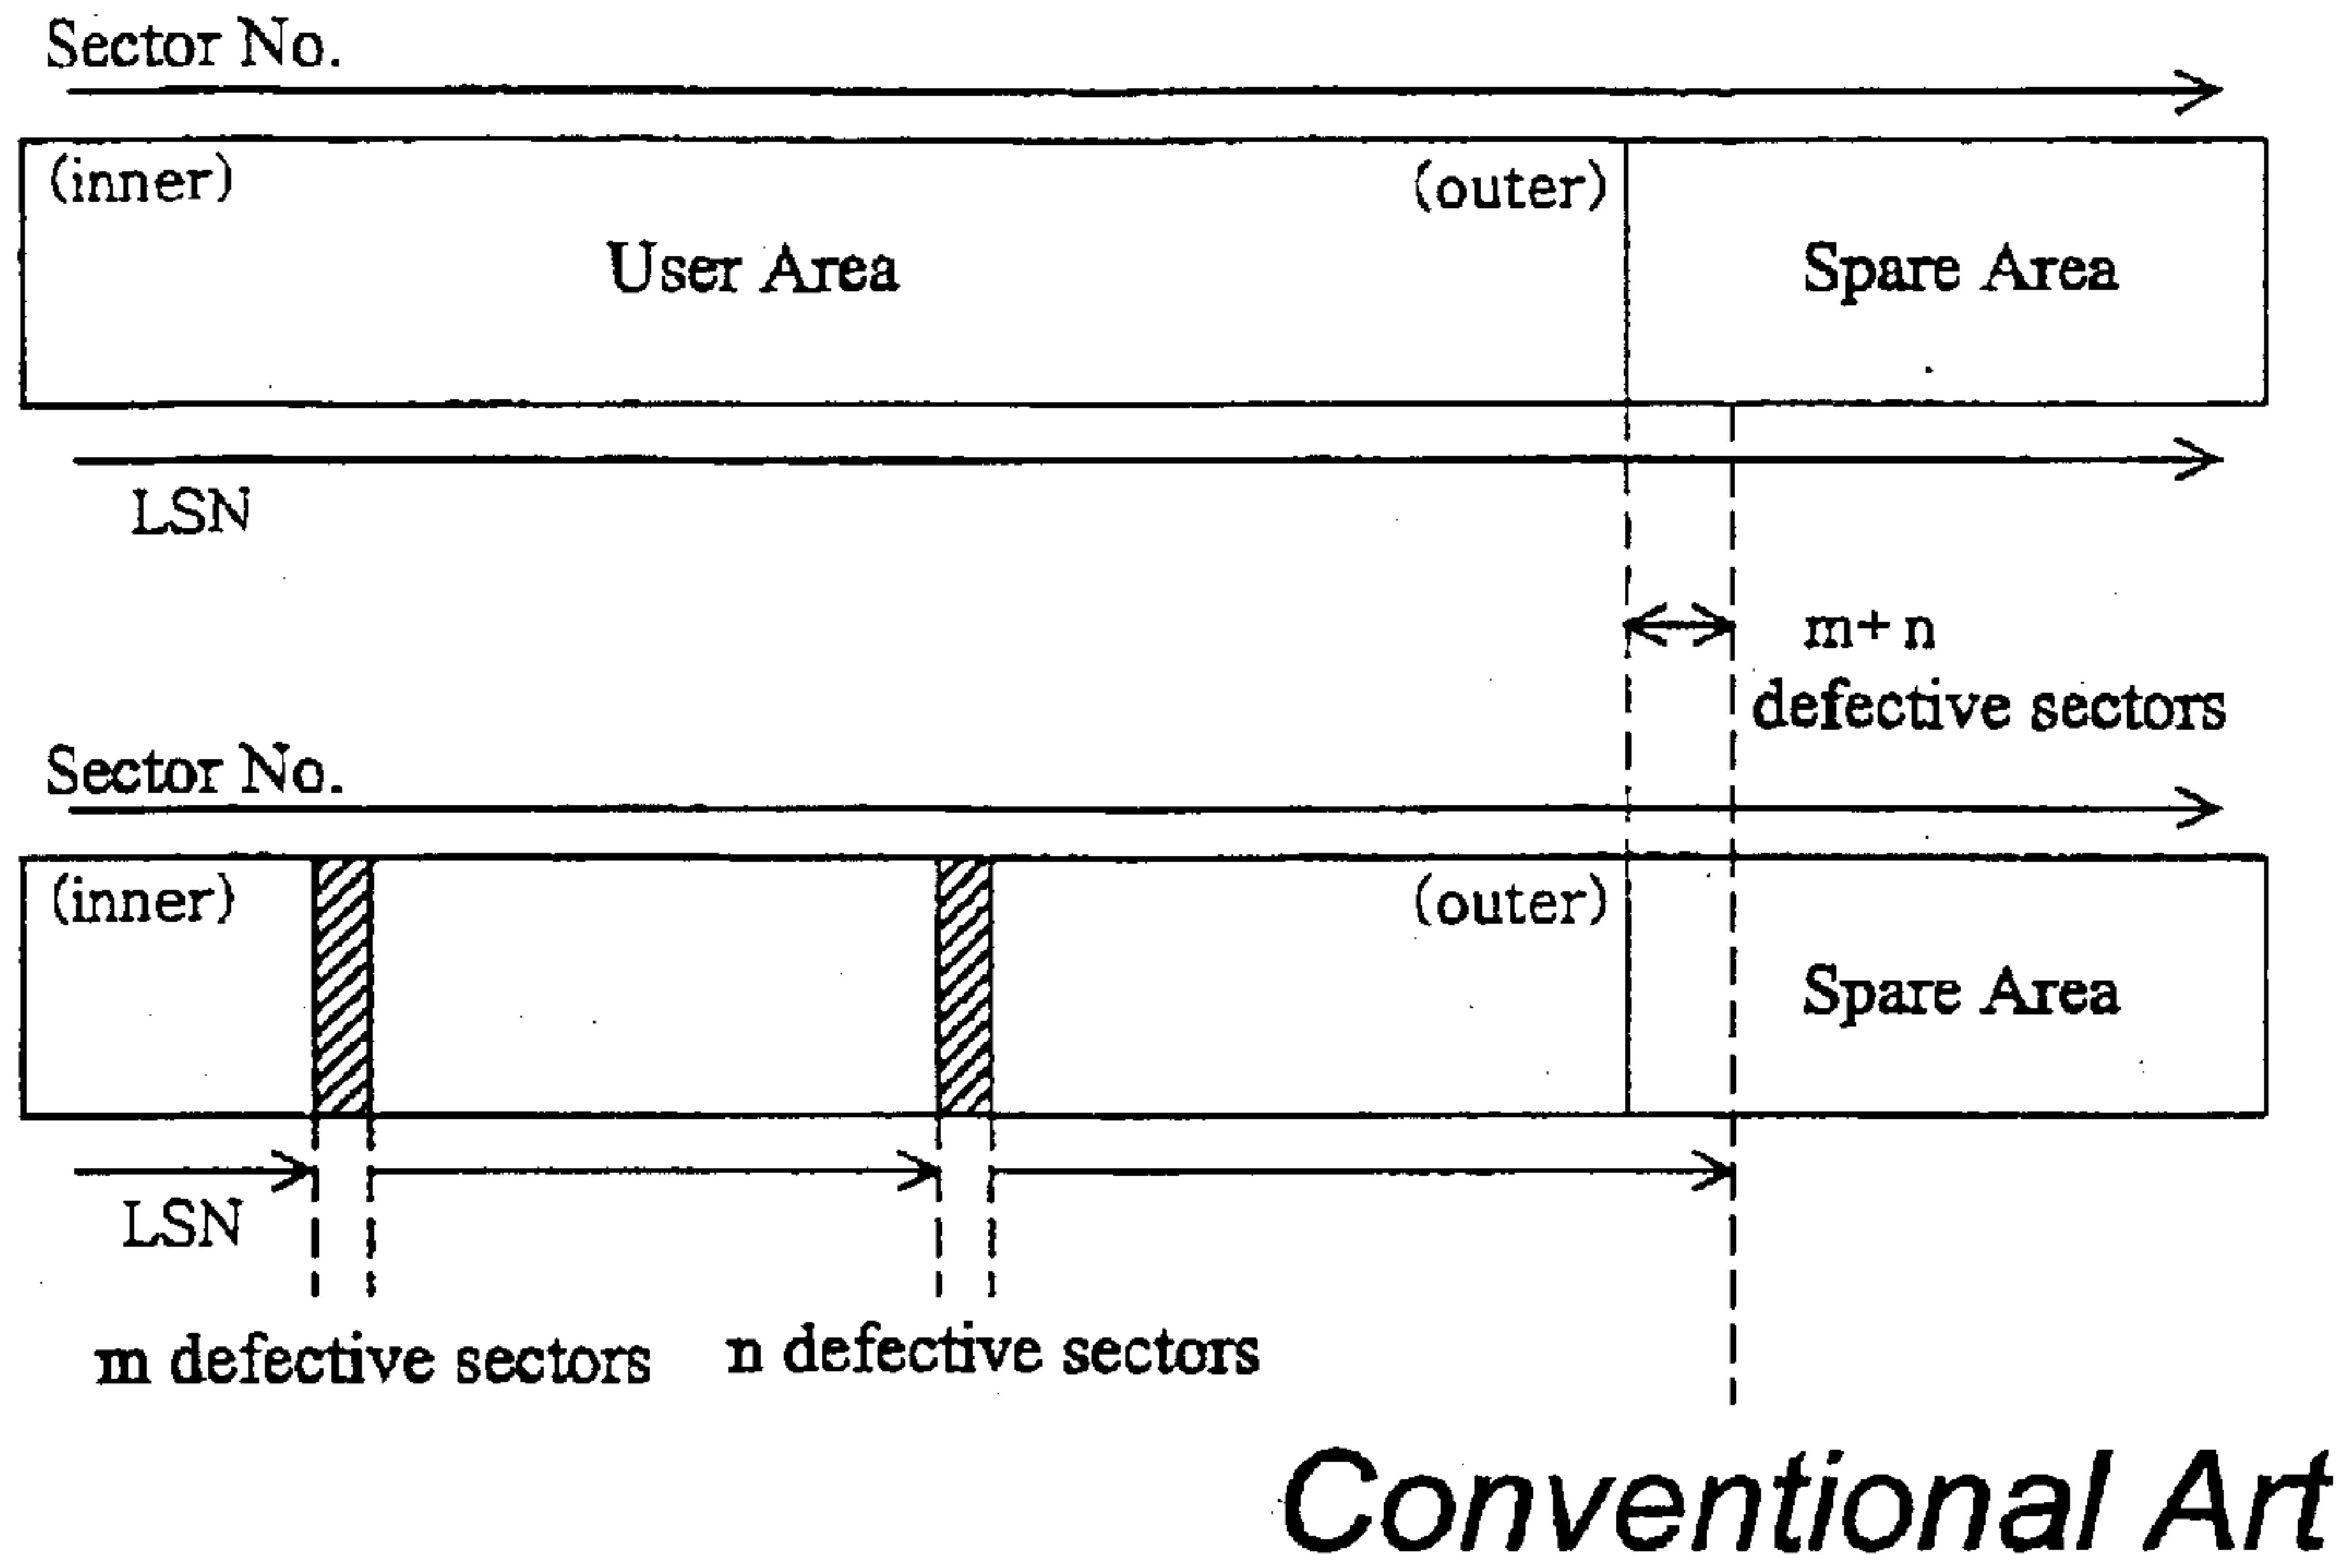 Sector No.
(inner)
(outer)
User Area
Spare Area
LSN
m+n
defective sectors
Sector No.
(inner)
(outer)
Spare Area
LSN
m defective sectors
n defective sectors
Conventional Art